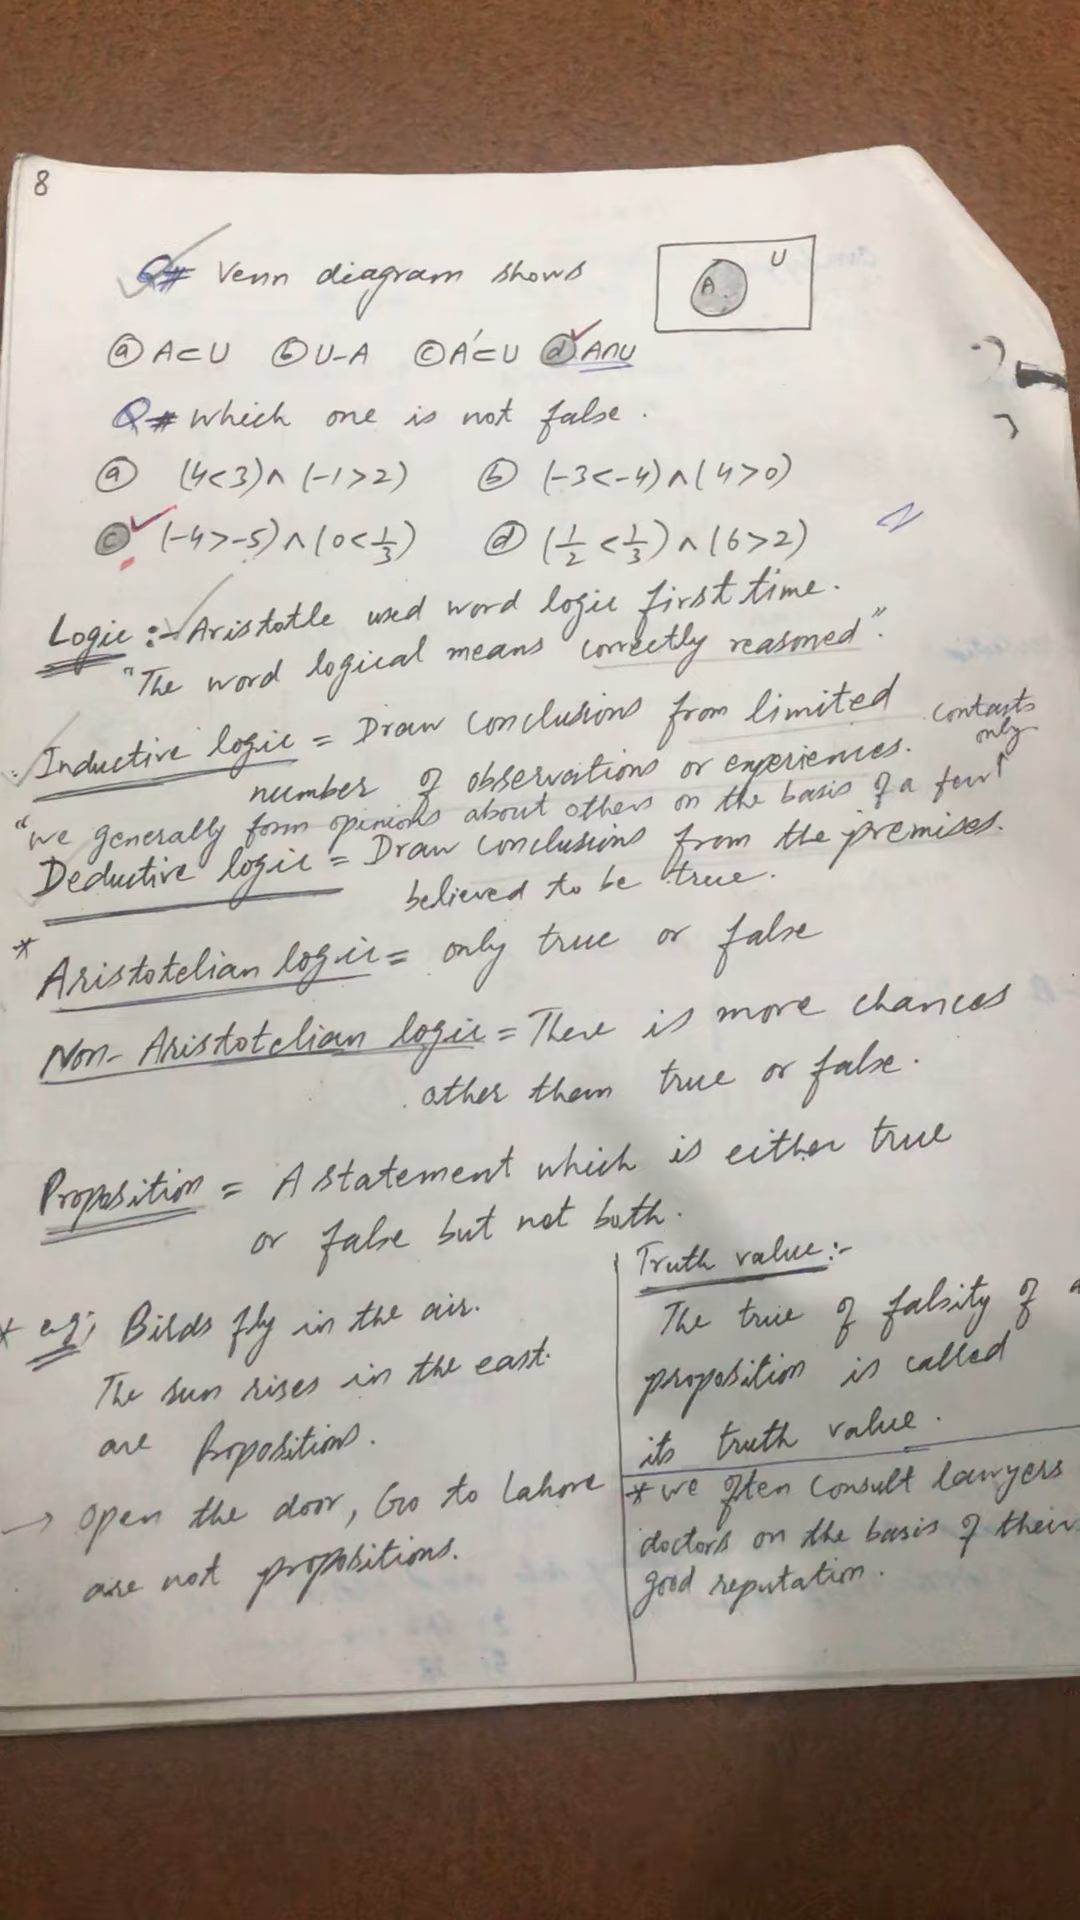 8
Q# Venn diagram shows
A U
ⓐ A⊂U ⓑ U-A ⓒ A′⊂U ⓓ A∩U
Q# which one is not false.
ⓐ (4<3)∧(-1>2) ⓑ (-3<-4)∧(4>0)
ⓒ (-4>-5)∧(0<1/3) ⓓ (1/2<1/3)∧(6>2)
Logic :- Aristotle used word logic first time.
"The word logical means correctly reasoned".
Inductive logic = Draw conclusions from limited
number of observations or experiences.
"we generally form opinions about others on the basis of a few contasts only
Deductive logic = Draw conclusions from the premises.
believed to be true.
*
Aristotelian logic = only true or false
Non-Aristotelian logic = There is more chances
other them true or false.
Proposition = A statement which is either true
or false but not both.
* e.g; Birds fly in the air.
The sun rises in the east.
are Propositions.
→ open the door, Go to Lahore
are not propositions.
Truth value:-
The true of falsity of a
proposition is called
its truth value.
* we often consult lawyers
doctors on the basis of their
good reputation.